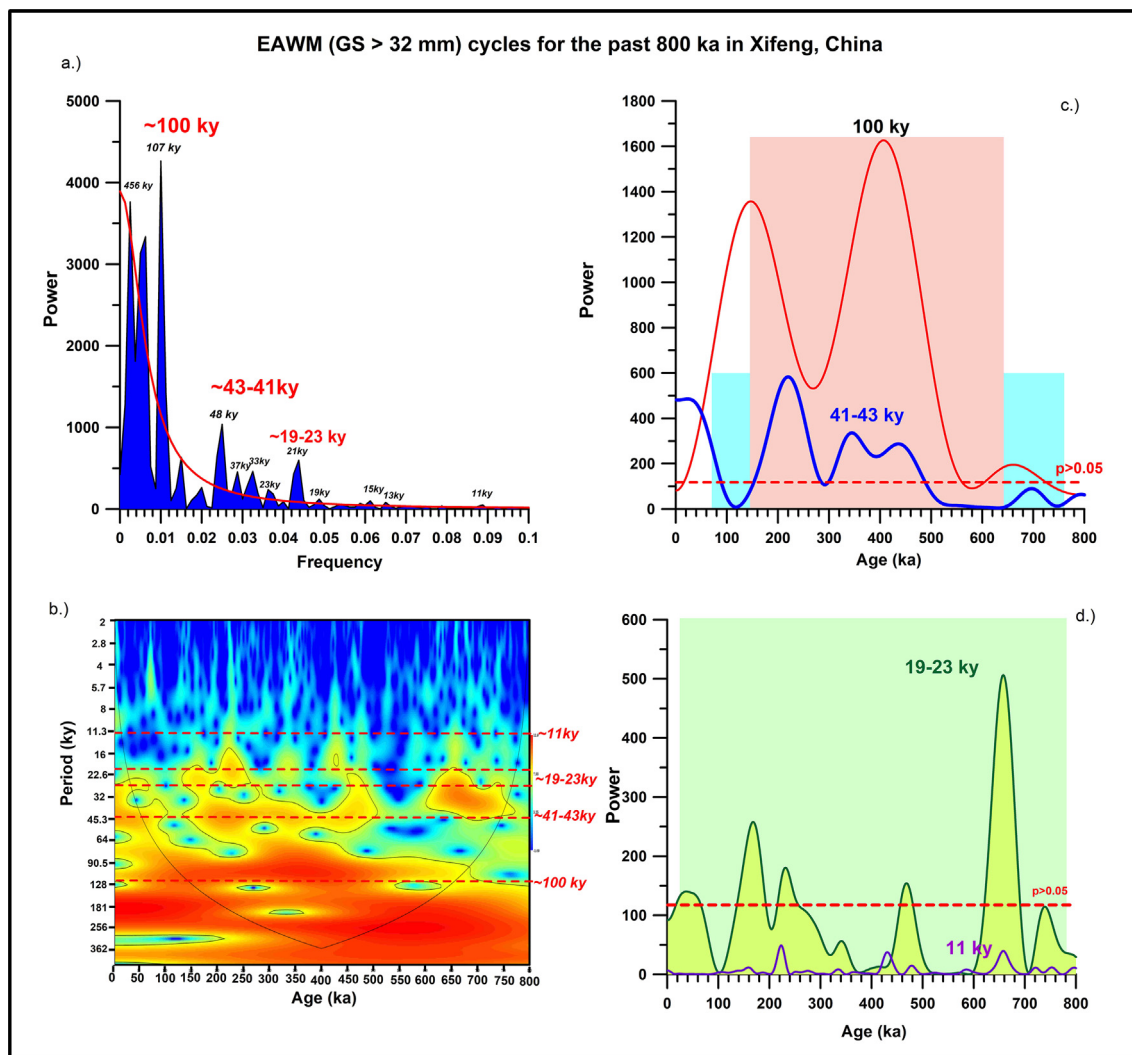 EAWM (GS > 32 mm) cycles for the past 800 ka in Xifeng, China
a.)
5000
4000
3000
2000
1000
0
Power
~100 ky
107 ky
456 ky
~43-41ky
48 ky
37ky
33ky
23ky
~19-23 ky
21ky
19ky
15ky
13ky
11ky
0 0.01 0.02 0.03 0.04 0.05 0.06 0.07 0.08 0.09 0.1
Frequency
c.)
1800
1600
1400
1200
1000
800
600
400
200
0
Power
100 ky
41-43 ky
p>0.05
0 100 200 300 400 500 600 700 800
Age (ka)
b.)
2
2.8
4
5.7
8
11.3
16
22.6
32
45.3
64
90.5
128
181
256
362
Period (ky)
~11ky
~19-23ky
~41-43ky
~100 ky
0 50 100 150 200 250 300 350 400 450 500 550 600 650 700 750 800
Age (ka)
d.)
600
500
400
300
200
100
0
Power
19-23 ky
p>0.05
11 ky
0 100 200 300 400 500 600 700 800
Age (ka)